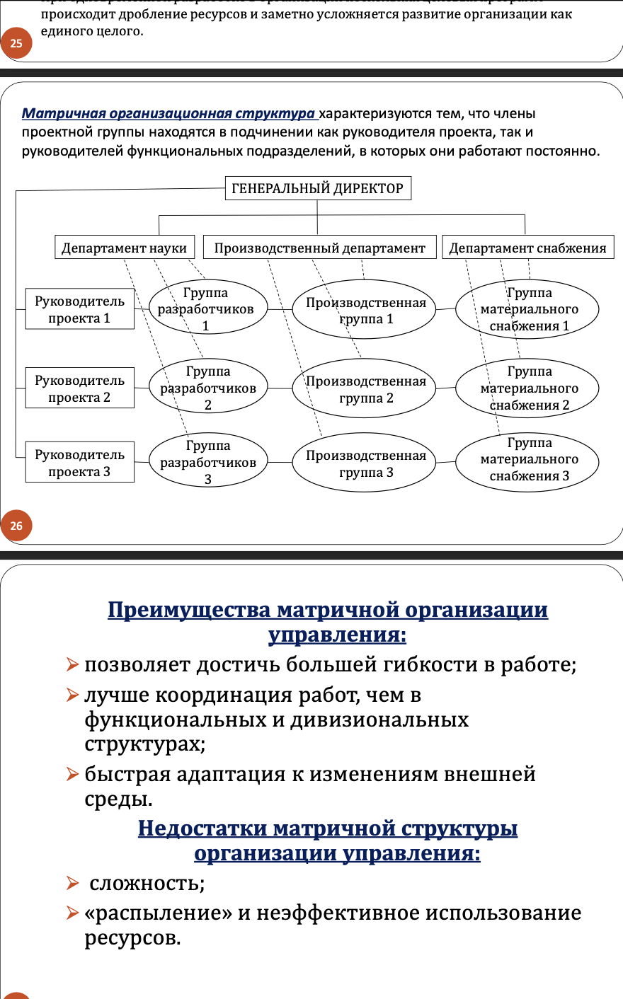 происходит дробление ресурсов и заметно усложняется развитие организации как
единого целого.
25
Матричная организационная структура характеризуются тем, что члены
проектной группы находятся в подчинении как руководителя проекта, так и
руководителей функциональных подразделений, в которых они работают постоянно.
ГЕНЕРАЛЬНЫЙ ДИРЕКТОР
Департамент науки
Производственный департамент
Департамент снабжения
Руководитель
проекта 1
Группа
разработчиков
1
Производственная
группа 1
Группа
материального
снабжения 1
Руководитель
проекта 2
Группа
разработчиков
2
Производственная
группа 2
Группа
материального
снабжения 2
Руководитель
проекта 3
Группа
разработчиков
3
Производственная
группа 3
Группа
материального
снабжения 3
26
Преимущества матричной организации
управления:
позволяет достичь большей гибкости в работе;
лучше координация работ, чем в
функциональных и дивизиональных
структурах;
быстрая адаптация к изменениям внешней
среды.
Недостатки матричной структуры
организации управления:
сложность;
«распыление» и неэффективное использование
ресурсов.